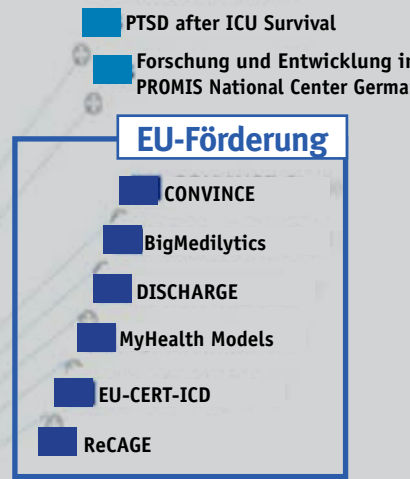 PTSD after ICU Survival
Forschung und Entwicklung in
PROMIS National Center Germa
EU-Förderung
CONVINCE
BigMedilytics
DISCHARGE
MyHealth Models
EU-CERT-ICD
ReCAGE